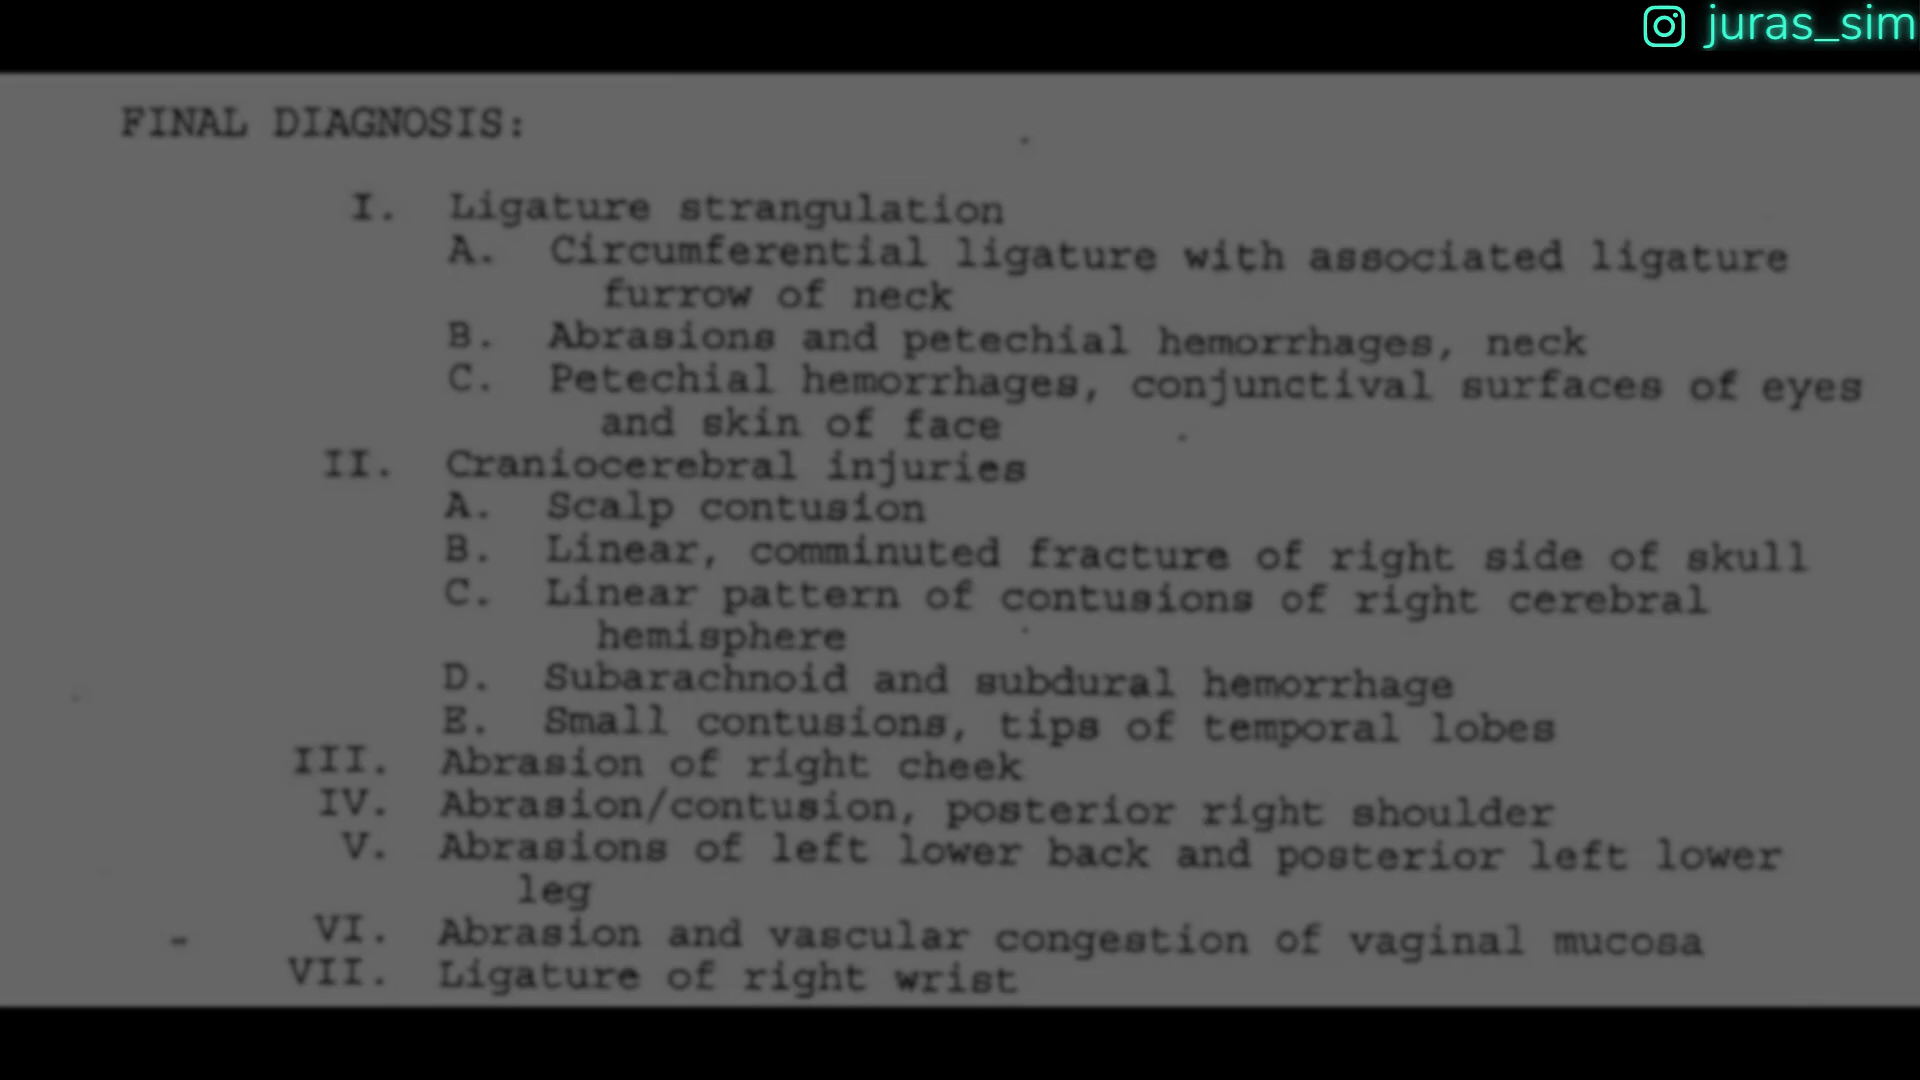 juras_sim
FINAL DIAGNOSIS:
I. Ligature strangulation
A. Circumferential ligature with associated ligature
furrow of neck
B. Abrasions and petechial hemorrhages, neck
C. Petechial hemorrhages, conjunctival surfaces of eyes
and skin of face
II. Craniocerebral injuries
A. Scalp contusion
B. Linear, comminuted fracture of right side of skull
C. Linear pattern of contusions of right cerebral
hemisphere
D. Subarachnoid and subdural hemorrhage
E. Small contusions, tips of temporal lobes
III. Abrasion of right cheek
IV. Abrasion/contusion, posterior right shoulder
V. Abrasions of left lower back and posterior left lower
leg
VI. Abrasion and vascular congestion of vaginal mucosa
VII. Ligature of right wrist